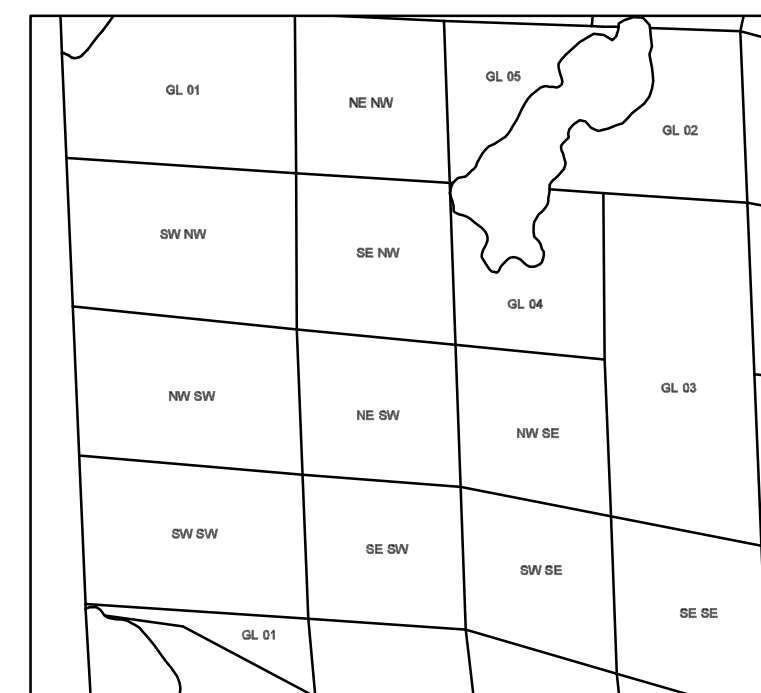 GL 01
NE NW
GL 05
GL 02
SW NW
SE NW
GL 04
NW SW
NE SW
NW SE
GL 03
SW SW
SE SW
SW SE
SE SE
GL 01